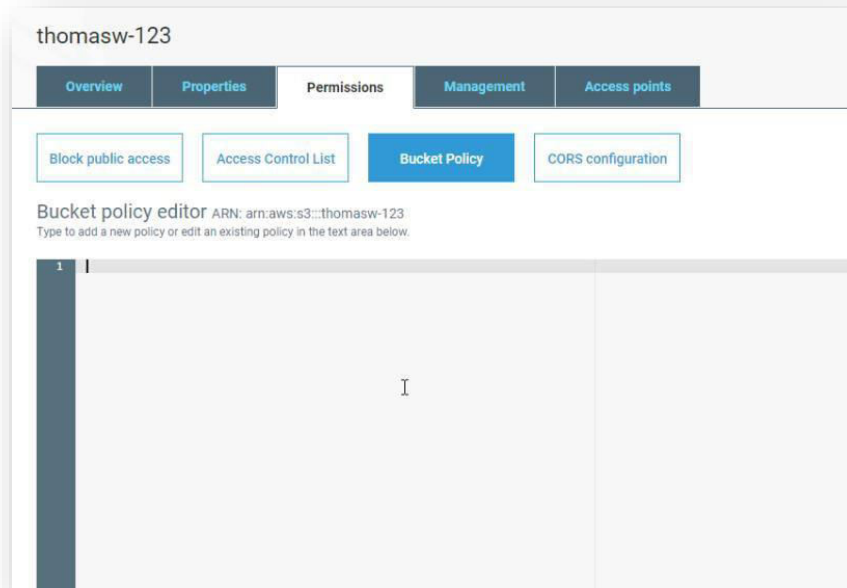 thomasw-123
Overview Properties Permissions Management Access points
Block public access Access Control List Bucket Policy CORS configuration
Bucket policy editor ARN: arn:aws:s3:::thomasw-123
Type to add a new policy or edit an existing policy in the text area below.
1